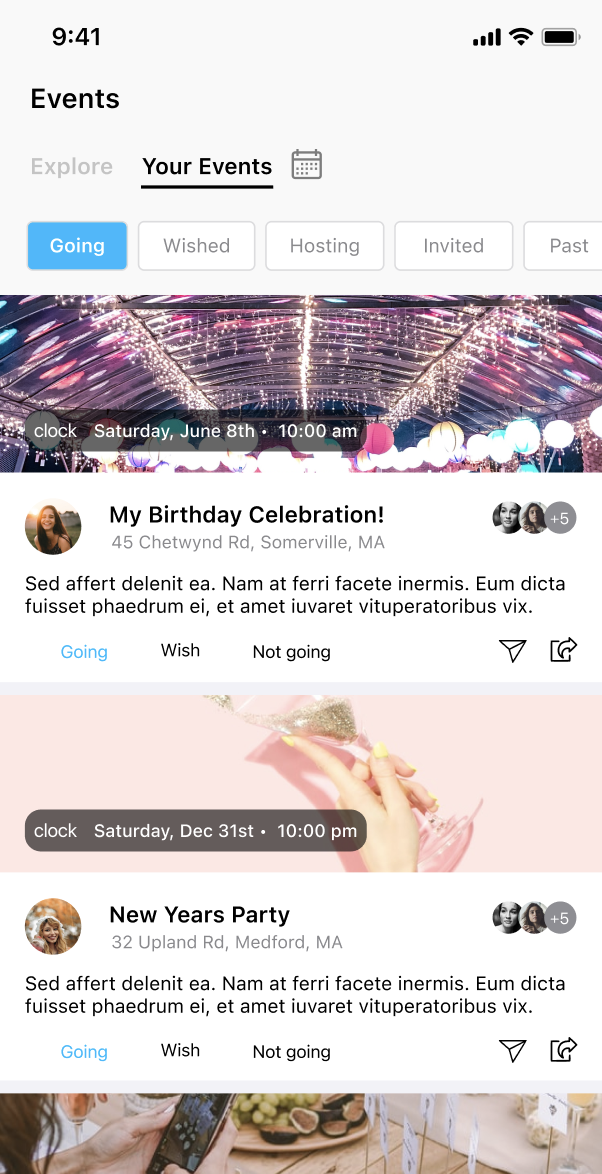 9:41
Events
Explore Your Events
Going Wished Hosting Invited Past
clock Saturday, June 8th • 10:00 am
My Birthday Celebration!
+5
45 Chetwynd Rd, Somerville, MA
Sed affert delenit ea. Nam at ferri facete inermis. Eum dicta
fuisset phaedrum ei, et amet iuvaret vituperatoribus vix.
Going Wish Not going
clock Saturday, Dec 31st • 10:00 pm
New Years Party
+5
32 Upland Rd, Medford, MA
Sed affert delenit ea. Nam at ferri facete inermis. Eum dicta
fuisset phaedrum ei, et amet iuvaret vituperatoribus vix.
Going Wish Not going